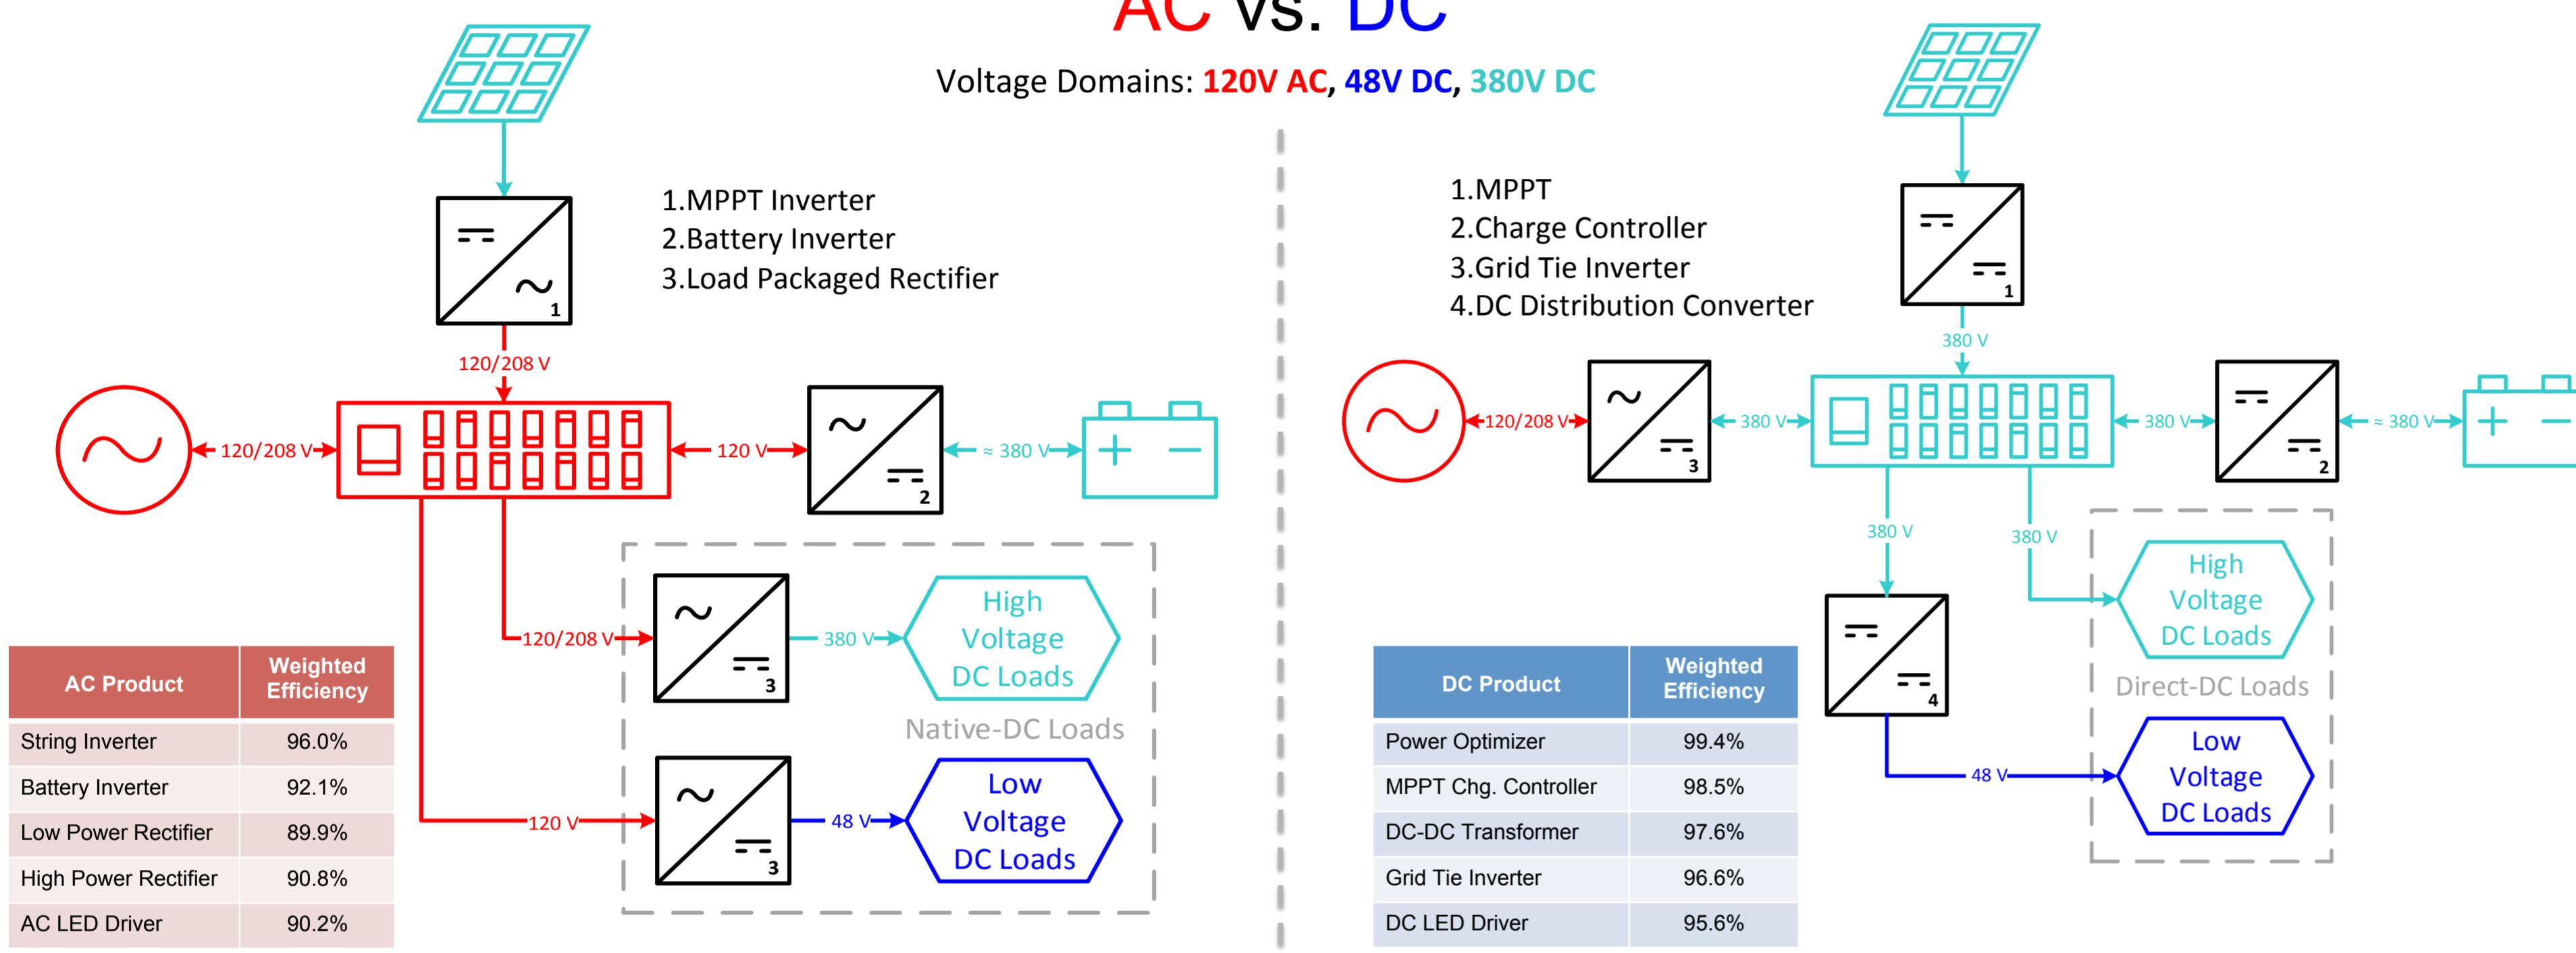 AC vs. DC
Voltage Domains: 120V AC, 48V DC, 380V DC
1.MPPT Inverter
2.Battery Inverter
3.Load Packaged Rectifier
1
120/208 V
120/208 V
120 V
2
≈ 380 V
+ −
120/208 V
3
380 V
High
Voltage
DC Loads
Native-DC Loads
120 V
3
48 V
Low
Voltage
DC Loads
AC Product Weighted Efficiency
String Inverter 96.0%
Battery Inverter 92.1%
Low Power Rectifier 89.9%
High Power Rectifier 90.8%
AC LED Driver 90.2%
1.MPPT
2.Charge Controller
3.Grid Tie Inverter
4.DC Distribution Converter
1
380 V
120/208 V
3
380 V
380 V
2
≈ 380 V
+ −
380 V
380 V
4
High
Voltage
DC Loads
Direct-DC Loads
48 V
Low
Voltage
DC Loads
DC Product Weighted Efficiency
Power Optimizer 99.4%
MPPT Chg. Controller 98.5%
DC-DC Transformer 97.6%
Grid Tie Inverter 96.6%
DC LED Driver 95.6%